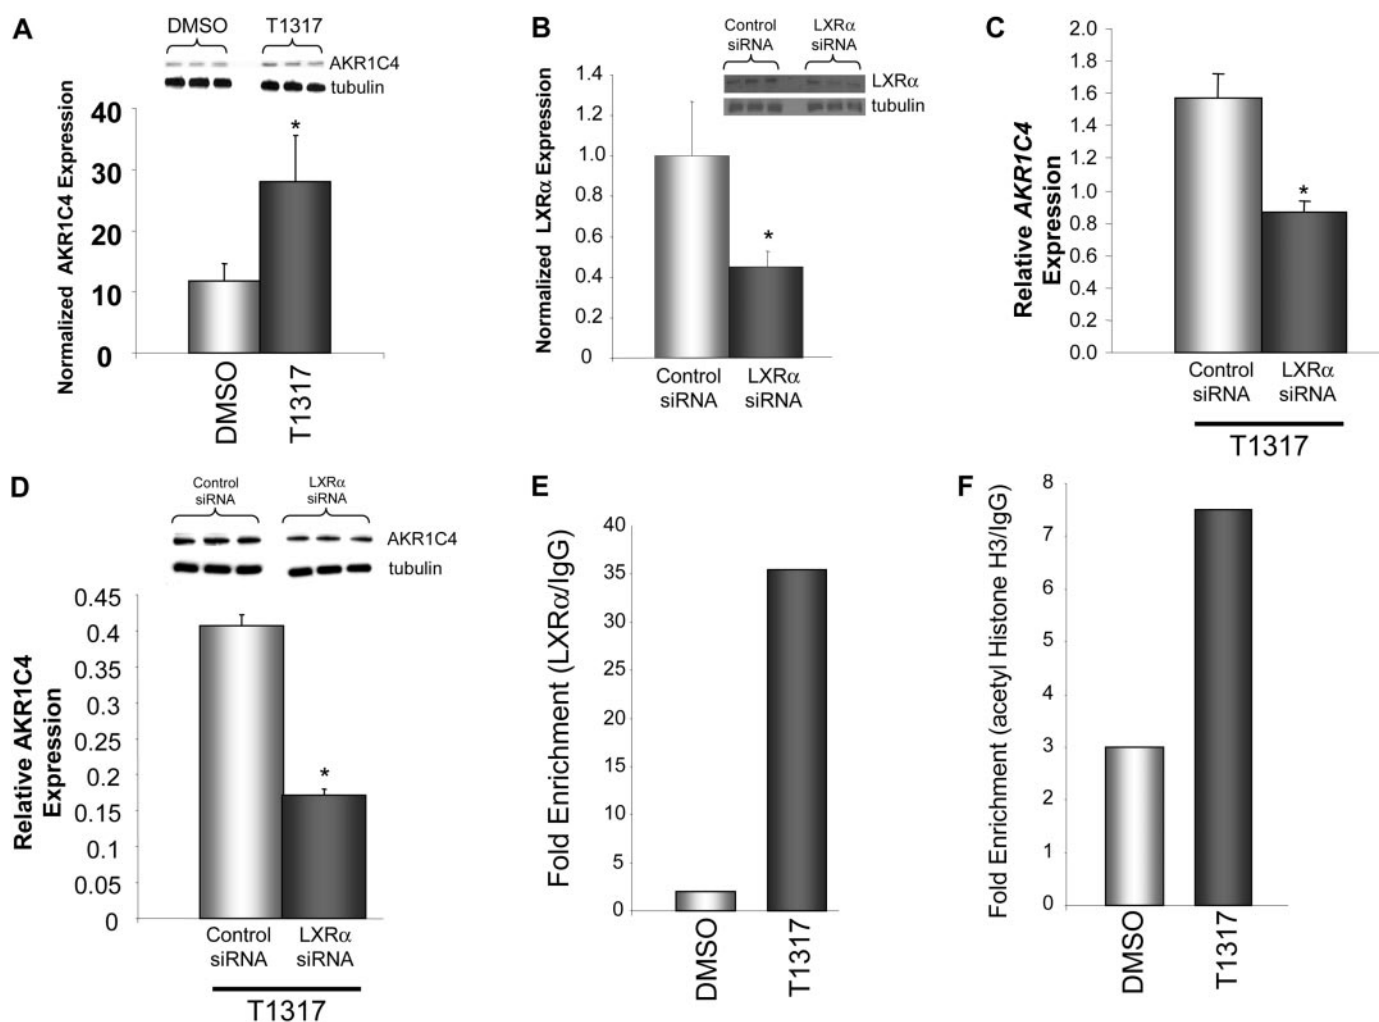 A
DMSO T1317
AKR1C4
tubulin
Normalized AKR1C4 Expression
40
30
20
10
0
*
DMSO
T1317
B
Control siRNA
LXRα siRNA
LXRα
tubulin
Normalized LXRα Expression
1.4
1.2
1.0
0.8
0.6
0.4
0.2
0
*
Control siRNA
LXRα siRNA
C
Relative AKR1C4 Expression
2.0
1.8
1.6
1.4
1.2
1.0
0.8
0.6
0.4
0.2
0.0
*
Control siRNA
LXRα siRNA
T1317
D
Control siRNA
LXRα siRNA
AKR1C4
tubulin
Relative AKR1C4 Expression
0.45
0.4
0.35
0.3
0.25
0.2
0.15
0.1
0.05
0
*
Control siRNA
LXRα siRNA
T1317
E
Fold Enrichment (LXRα/IgG)
40
35
30
25
20
15
10
5
0
DMSO
T1317
F
Fold Enrichment (acetyl Histone H3/IgG)
8
7
6
5
4
3
2
1
0
DMSO
T1317